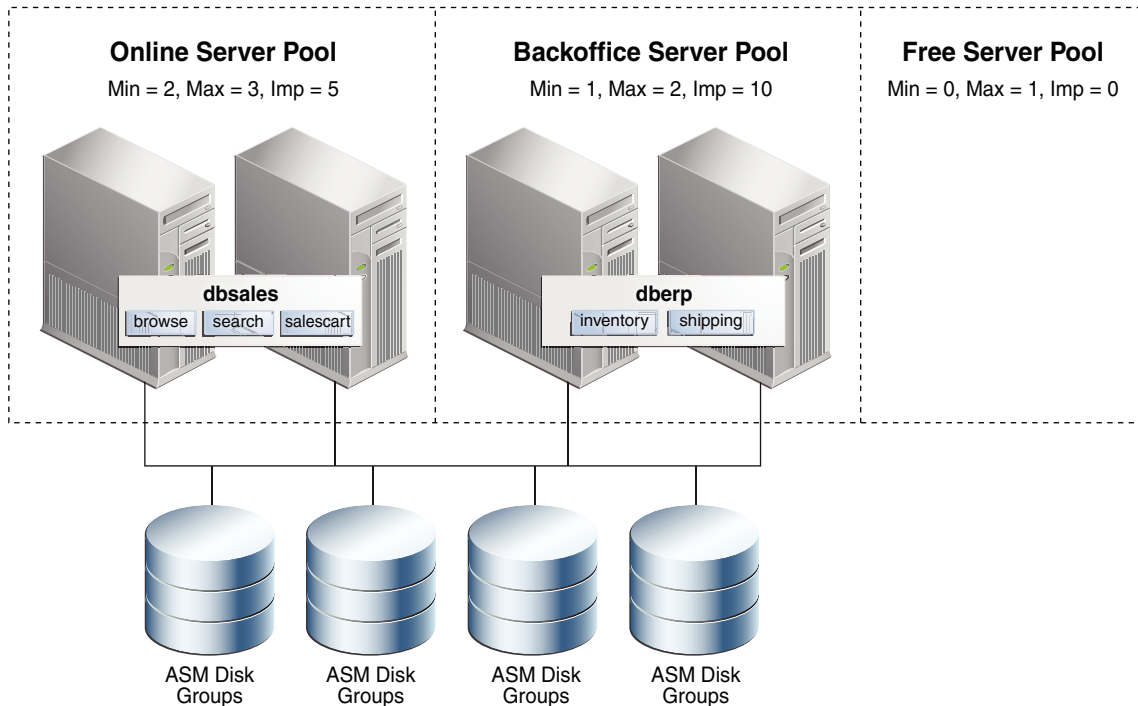 Online Server Pool
Min = 2, Max = 3, Imp = 5
Backoffice Server Pool
Min = 1, Max = 2, Imp = 10
Free Server Pool
Min = 0, Max = 1, Imp = 0
dbsales
browse
search
salescart
dberp
inventory
shipping
ASM Disk
Groups
ASM Disk
Groups
ASM Disk
Groups
ASM Disk
Groups